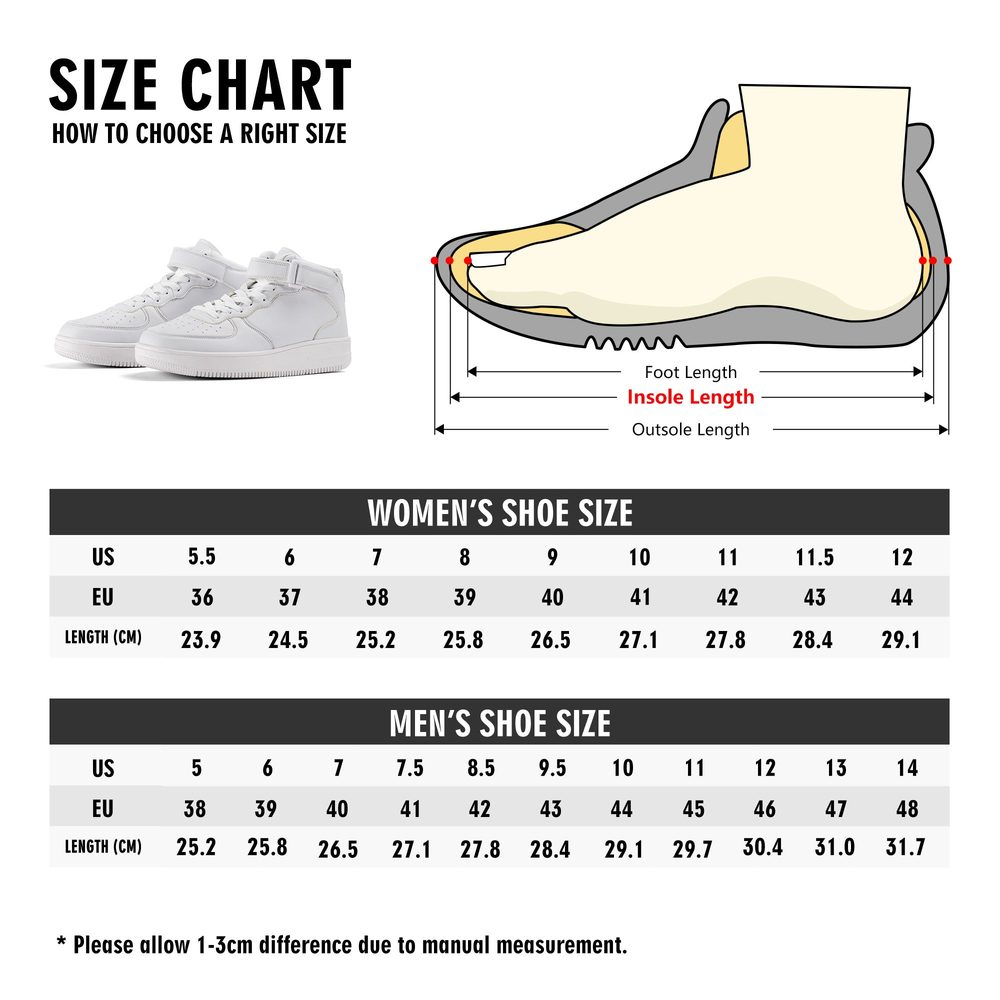 SIZE CHART
HOW TO CHOOSE A RIGHT SIZE
Foot Length
Insole Length
Outsole Length
WOMEN'S SHOE SIZE
US 5.5 6 7 8 9 10 11 11.5 12
EU 36 37 38 39 40 41 42 43 44
LENGTH (CM) 23.9 24.5 25.2 25.8 26.5 27.1 27.8 28.4 29.1
MEN'S SHOE SIZE
US 5 6 7 7.5 8.5 9.5 10 11 12 13 14
EU 38 39 40 41 42 43 44 45 46 47 48
LENGTH (CM) 25.2 25.8 26.5 27.1 27.8 28.4 29.1 29.7 30.4 31.0 31.7
* Please allow 1-3cm difference due to manual measurement.